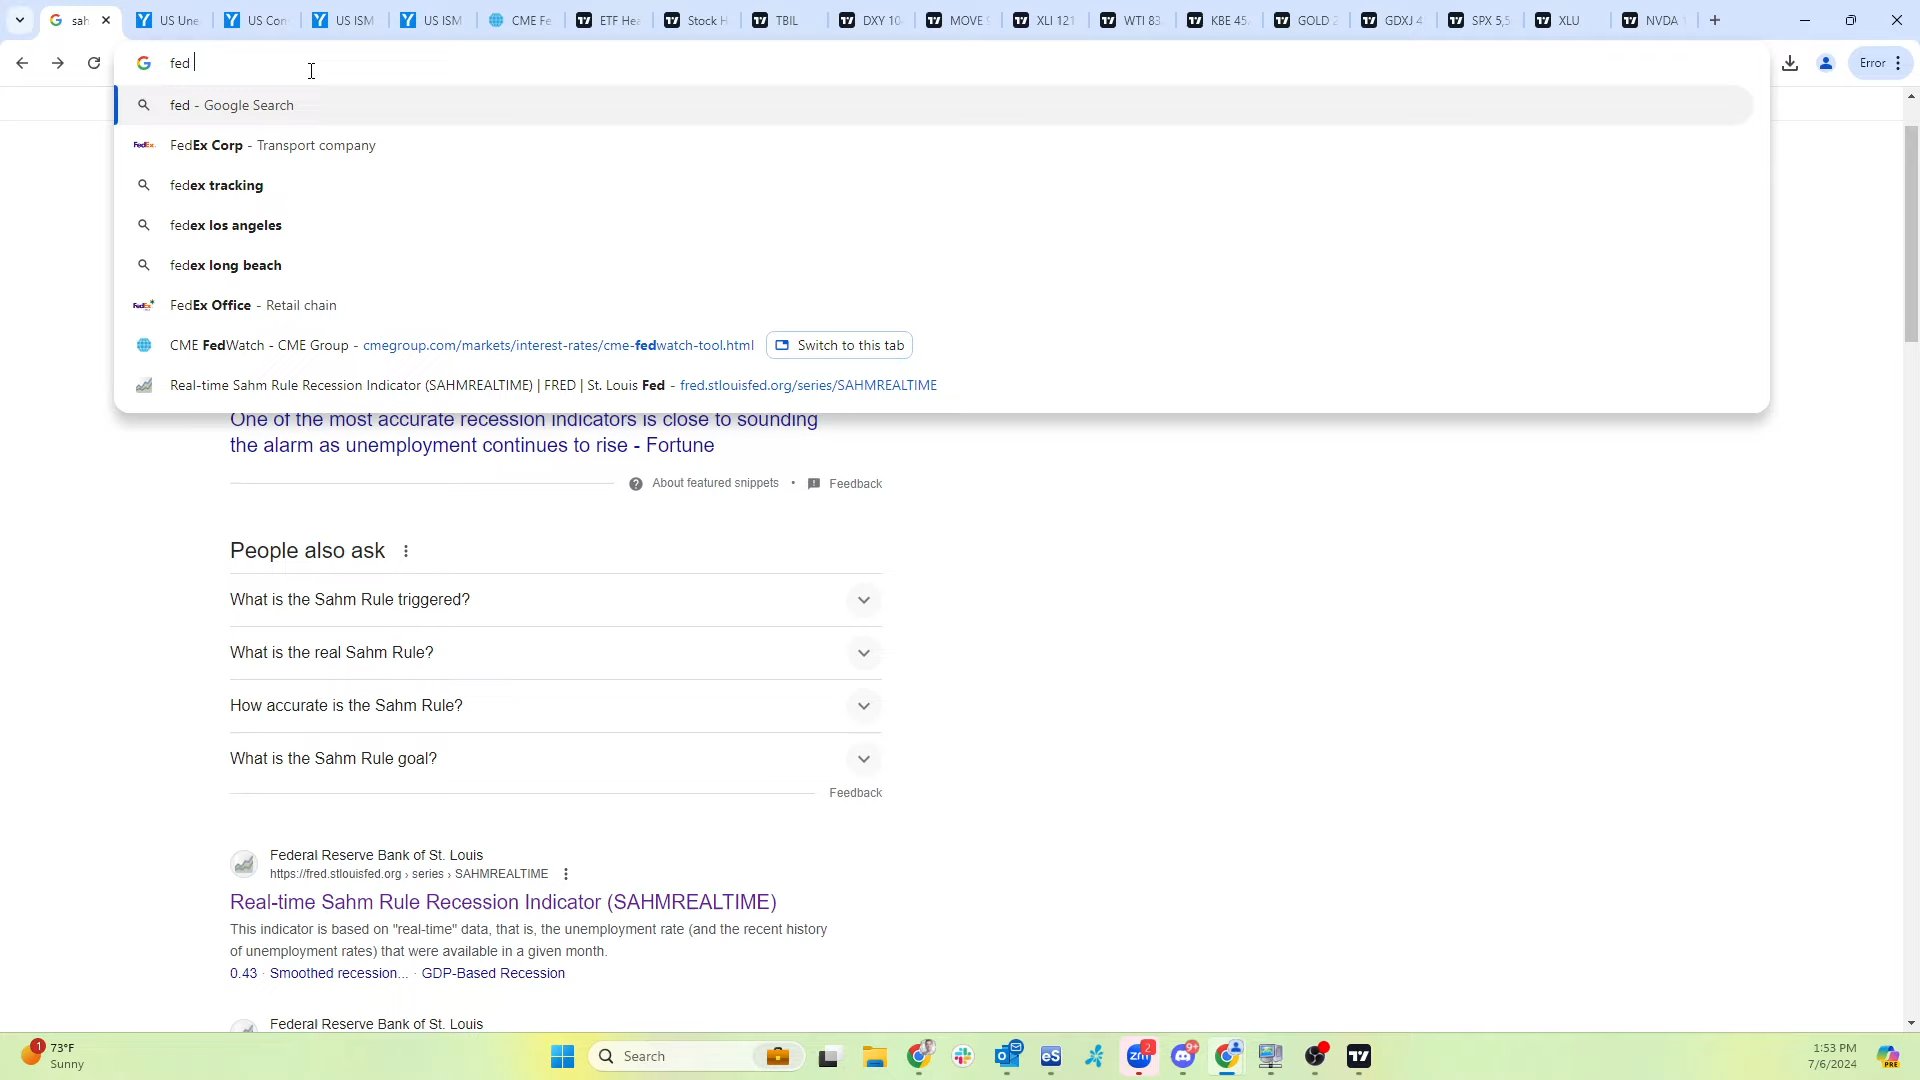 sah
US Une
US Con
US ISM
US ISM
CME Fe
ETF Hea
Stock H
TBIL
DXY 10
MOVE 9
XLI 121
WTI 83
KBE 45
GOLD 2
GDXJ 4
SPX 5,5
XLU
NVDA 1
fed
Error
fed - Google Search
FedEx Corp - Transport company
fedex tracking
fedex los angeles
fedex long beach
FedEx Office - Retail chain
CME FedWatch - CME Group - cmegroup.com/markets/interest-rates/cme-fedwatch-tool.html Switch to this tab
Real-time Sahm Rule Recession Indicator (SAHMREALTIME) | FRED | St. Louis Fed - fred.stlouisfed.org/series/SAHMREALTIME
One of the most accurate recession indicators is close to sounding
the alarm as unemployment continues to rise - Fortune
About featured snippets • Feedback
People also ask
What is the Sahm Rule triggered?
What is the real Sahm Rule?
How accurate is the Sahm Rule?
What is the Sahm Rule goal?
Feedback
Federal Reserve Bank of St. Louis
https://fred.stlouisfed.org › series › SAHMREALTIME
Real-time Sahm Rule Recession Indicator (SAHMREALTIME)
This indicator is based on "real-time" data, that is, the unemployment rate (and the recent history
of unemployment rates) that were available in a given month.
0.43 · Smoothed recession... · GDP-Based Recession
Federal Reserve Bank of St. Louis
1
73°F
Sunny
Search
eS
zm
2
9+
1:53 PM
7/6/2024
PRE